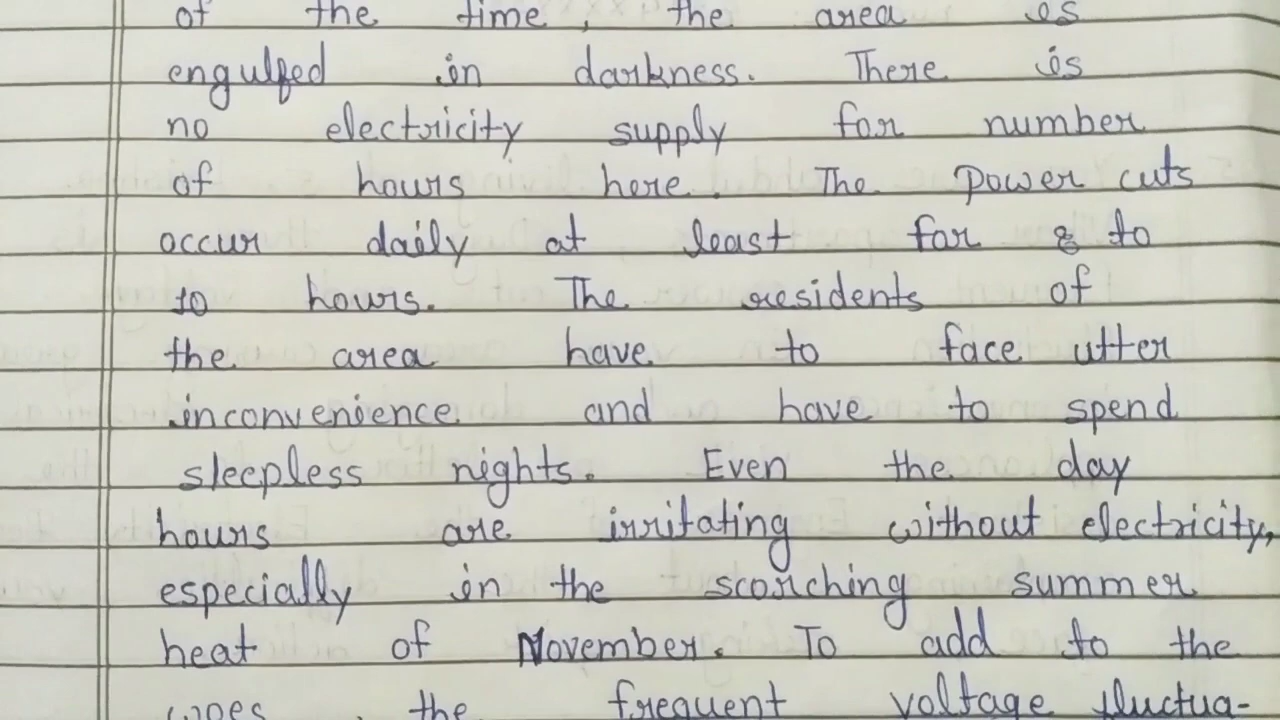 of the time, the area is
engulfed in darkness. There is
no electricity supply for number
of hours here. The power cuts
occur daily at least for 8 to
10 hours. The residents of
the area have to face utter
inconvenience and have to spend
sleepless nights. Even the day
hours are irritating without electricity,
especially in the scorching summer
heat of November. To add to the
woes, the frequent voltage fluctua-